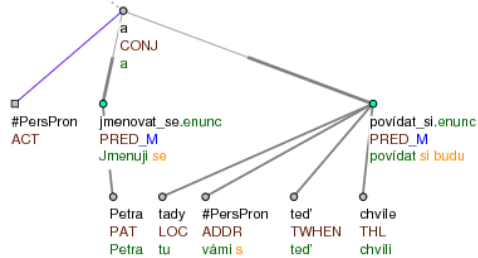 a
CONJ
a
#PersPron
ACT
jmenovat_se.enunc
PRED_M
Jmenuji se
povídat_si.enunc
PRED_M
povídat si budu
Petra
PAT
Petra
tady
LOC
tu
#PersPron
ADDR
vámi s
teď
TWHEN
teď
chvíle
THL
chvíli